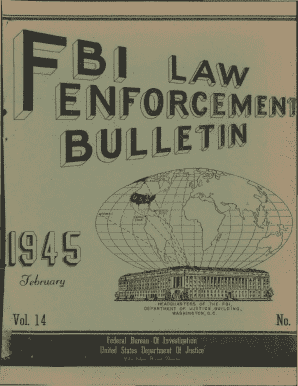 FBI LAW
ENFORCEMENT
BULLETIN
1945
February
HEADQUARTERS OF THE FBI,
DEPARTMENT OF JUSTICE BUILDING,
WASHINGTON, D.C.
Vol. 14
No.
Federal Bureau Of Investigation
United States Department Of Justice